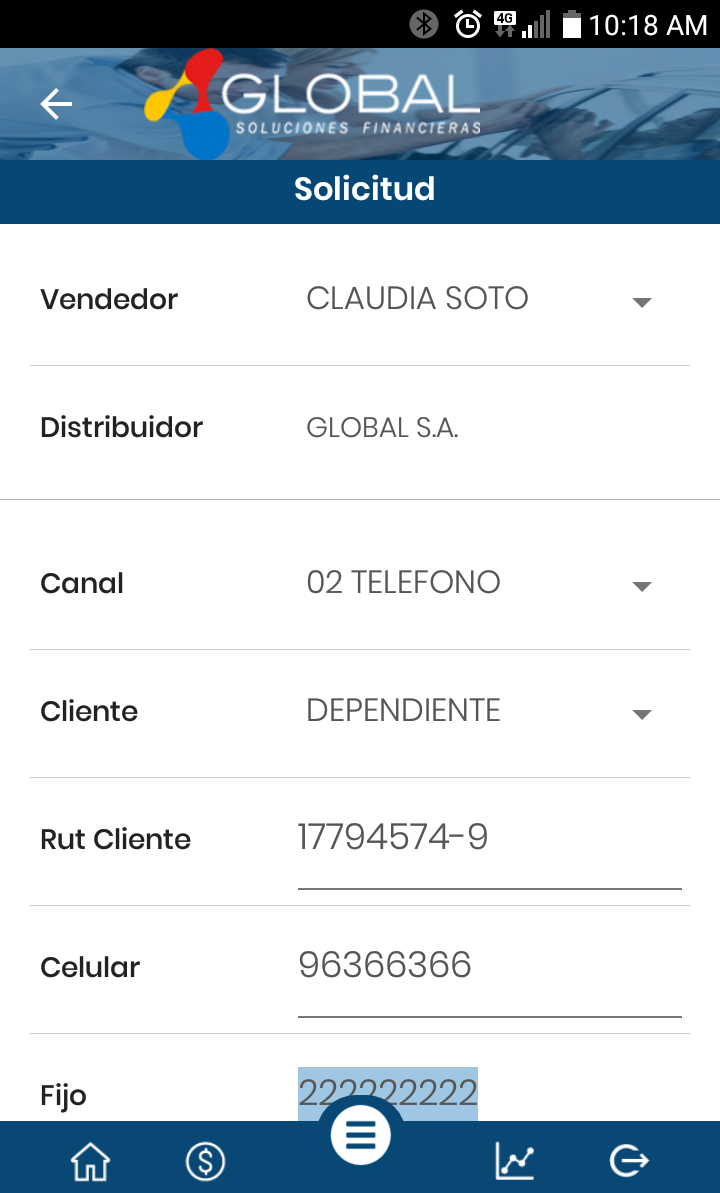 4G 10:18 AM
GLOBAL
SOLUCIONES FINANCIERAS
Solicitud
Vendedor CLAUDIA SOTO
Distribuidor GLOBAL S.A.
Canal 02 TELEFONO
Cliente DEPENDIENTE
Rut Cliente 17794574-9
Celular 96366366
Fijo 222222222